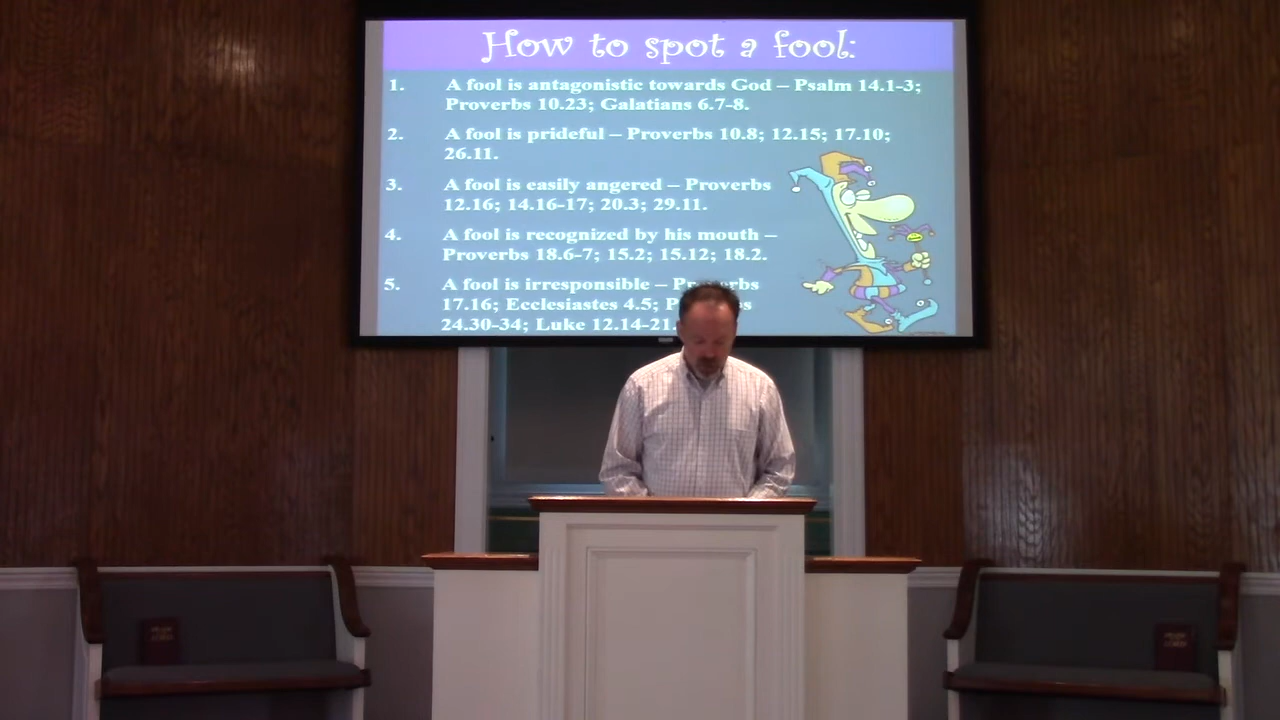 How to spot a fool:
1. A fool is antagonistic towards God – Psalm 14.1-3;
Proverbs 10.23; Galatians 6.7-8.
2. A fool is prideful – Proverbs 10.8; 12.15; 17.10;
26.11.
3. A fool is easily angered – Proverbs
12.16; 14.16-17; 20.3; 29.11.
4. A fool is recognized by his mouth –
Proverbs 18.6-7; 15.2; 15.12; 18.2.
5. A fool is irresponsible –
17.16; Ecclesiastes 4.5;
24.30-34; Luke 12.14-21.